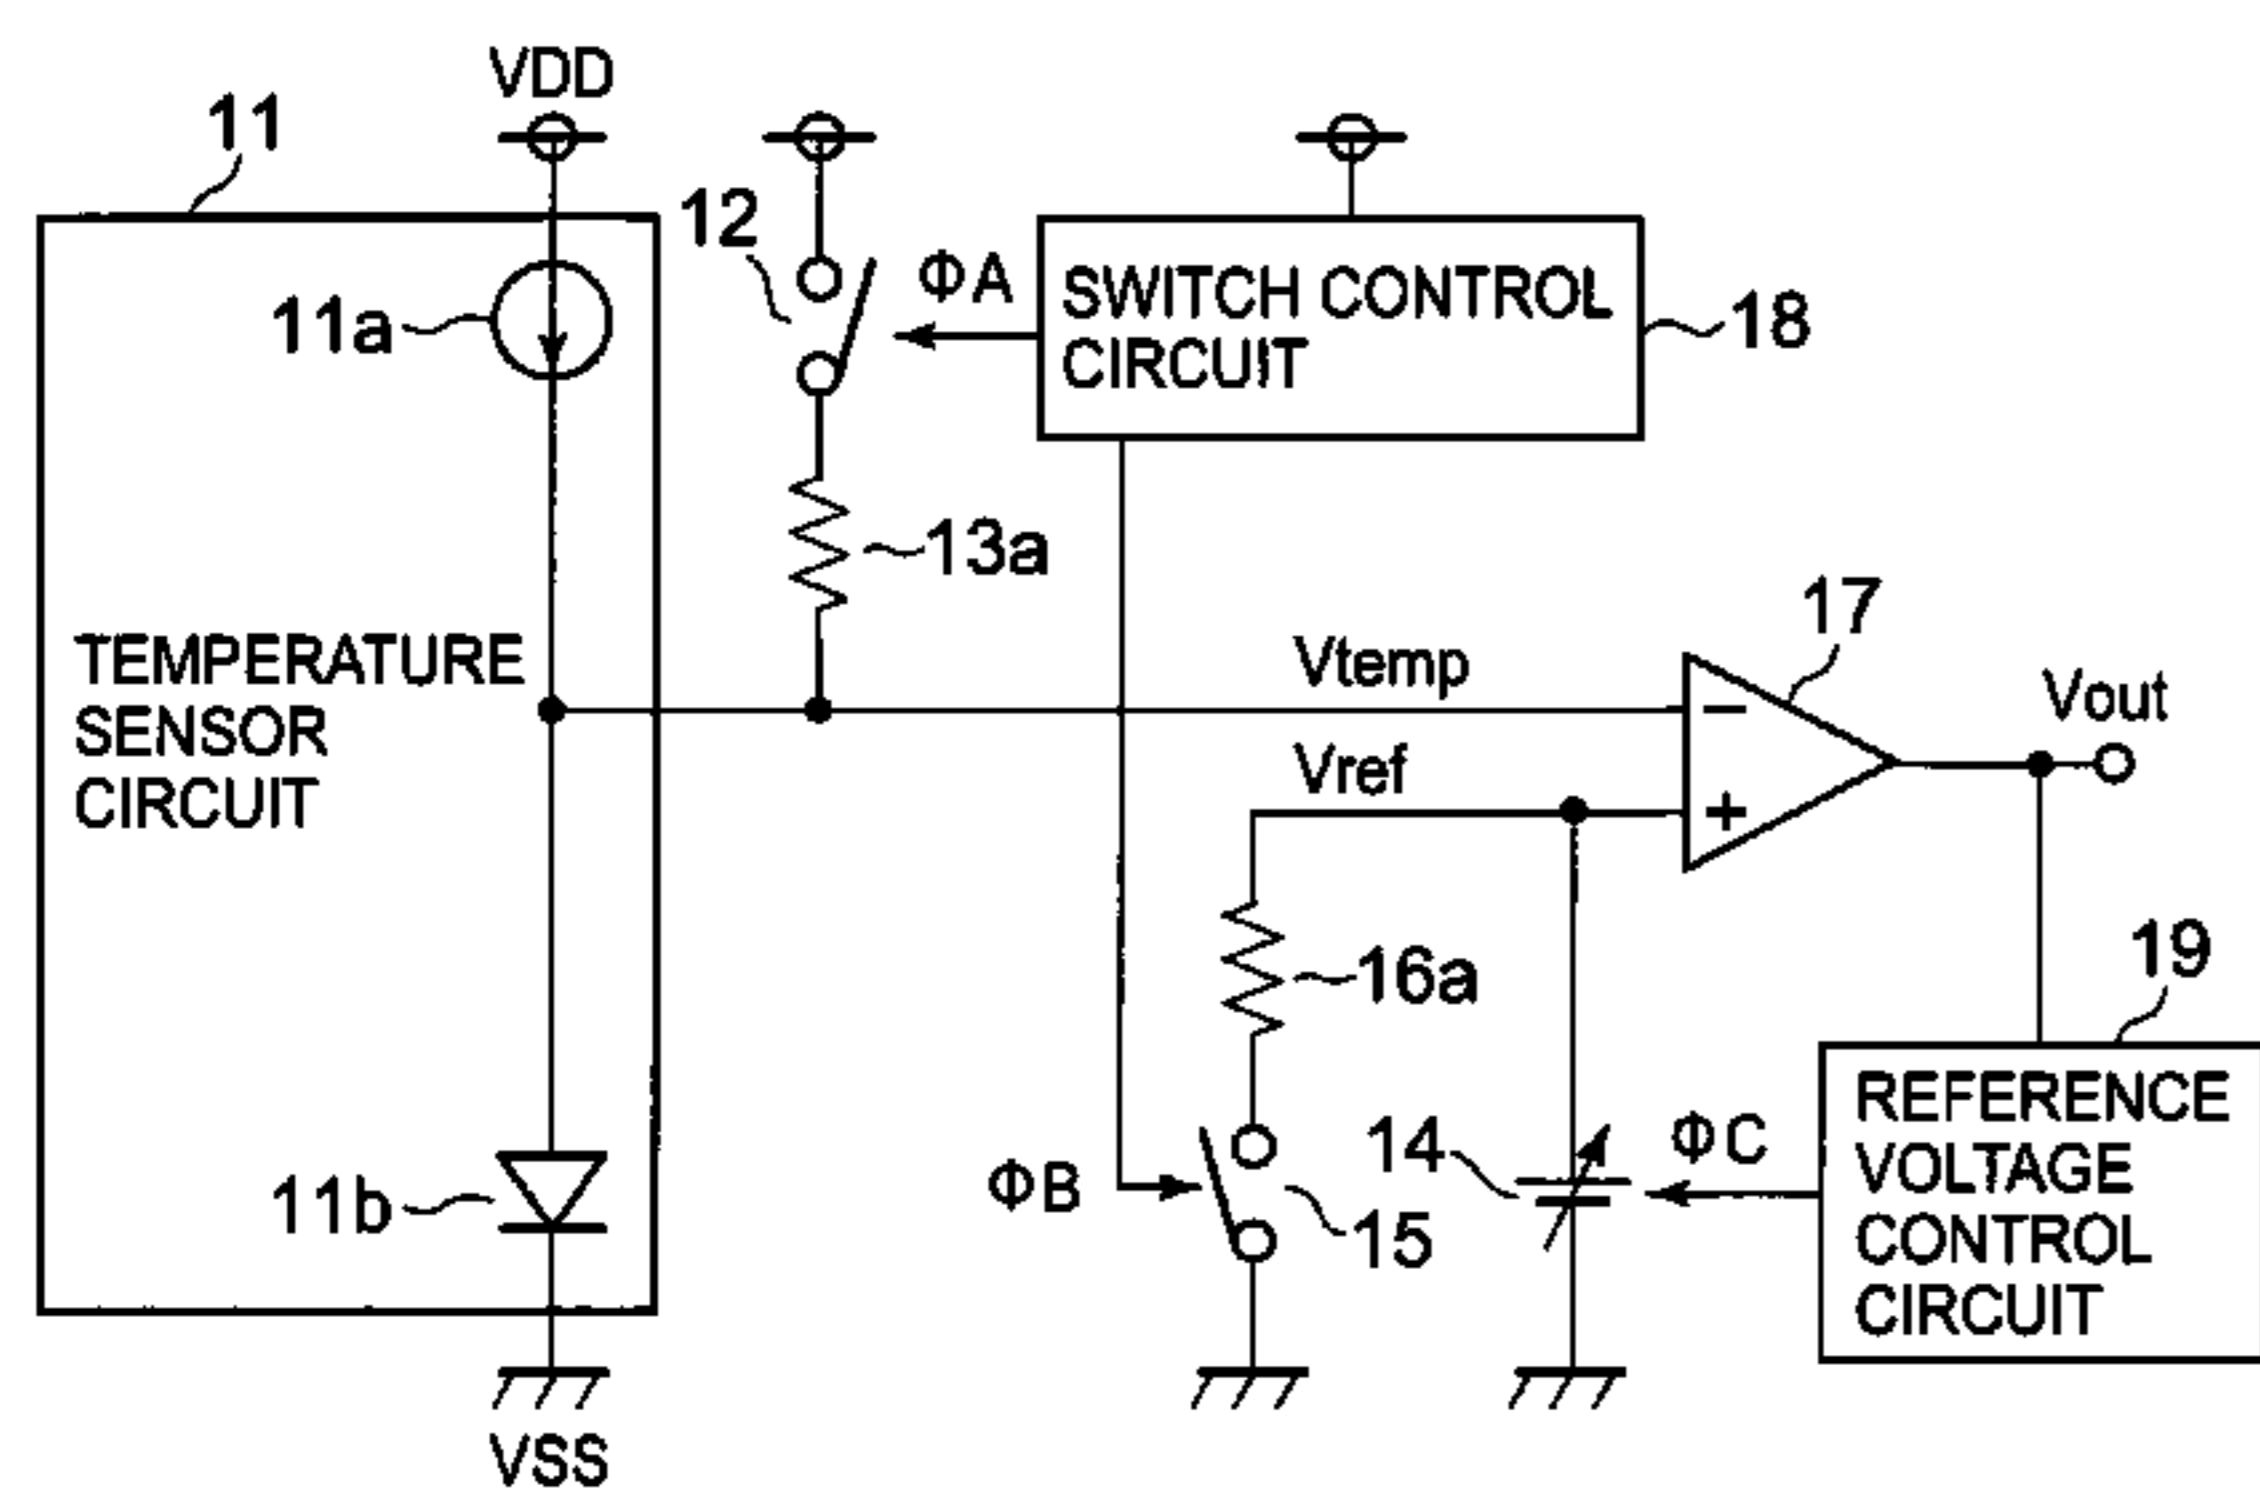 VDD
11
12
ΦA
SWITCH CONTROL
CIRCUIT
18
11a
13a
17
TEMPERATURE
SENSOR
CIRCUIT
Vtemp
Vout
Vref
−
+
16a
19
REFERENCE
VOLTAGE
CONTROL
CIRCUIT
14
ΦC
11b
ΦB
15
VSS